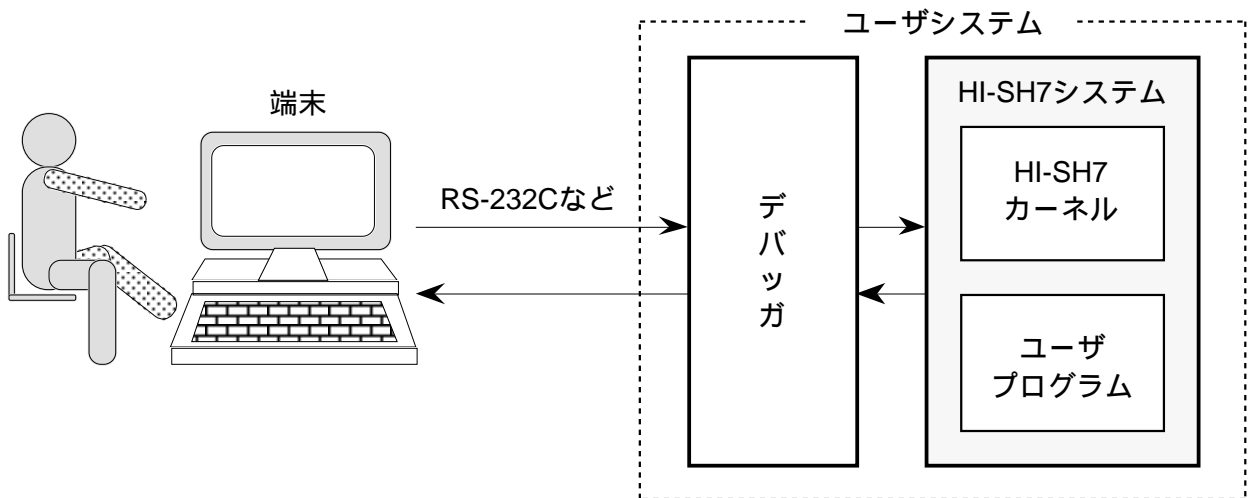 ユーザシステム
端末
RS-232Cなど
デバッガ
HI-SH7システム
HI-SH7
カーネル
ユーザ
プログラム